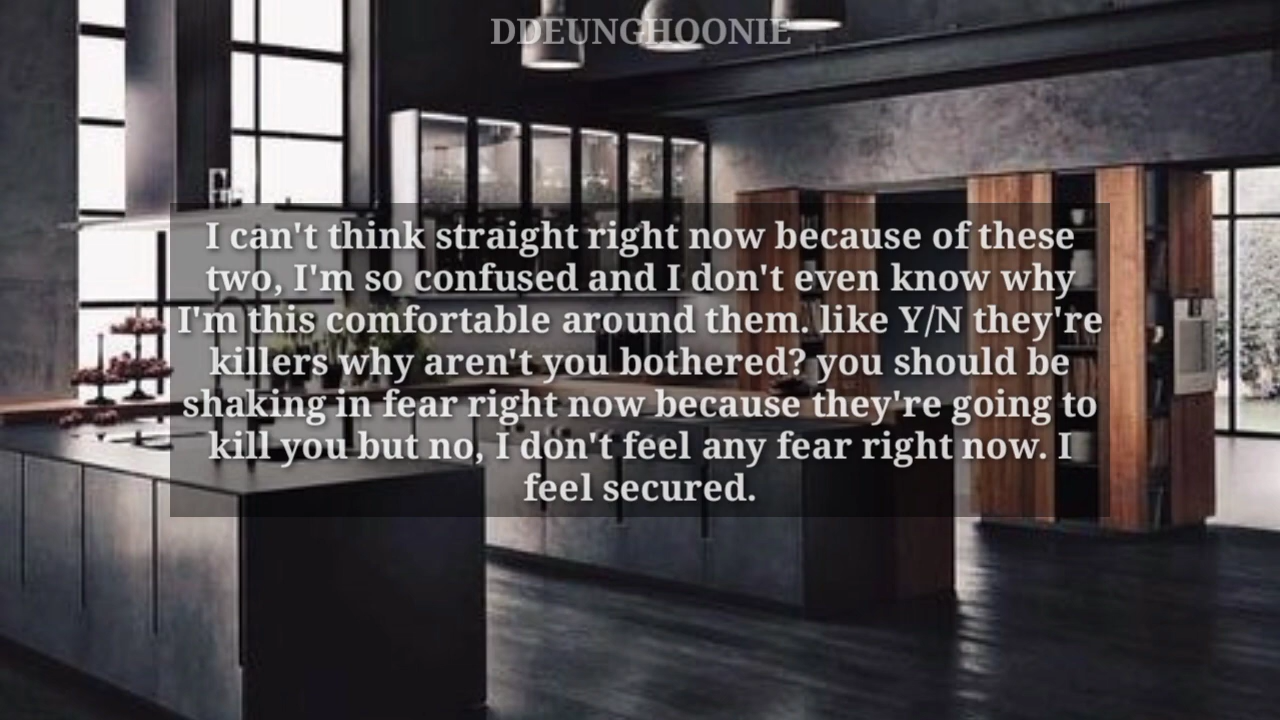 DDEUNGHOONIE
I can't think straight right now because of these
two, I'm so confused and I don't even know why
I'm this comfortable around them. like Y/N they're
killers why aren't you bothered? you should be
shaking in fear right now because they're going to
kill you but no, I don't feel any fear right now. I
feel secured.